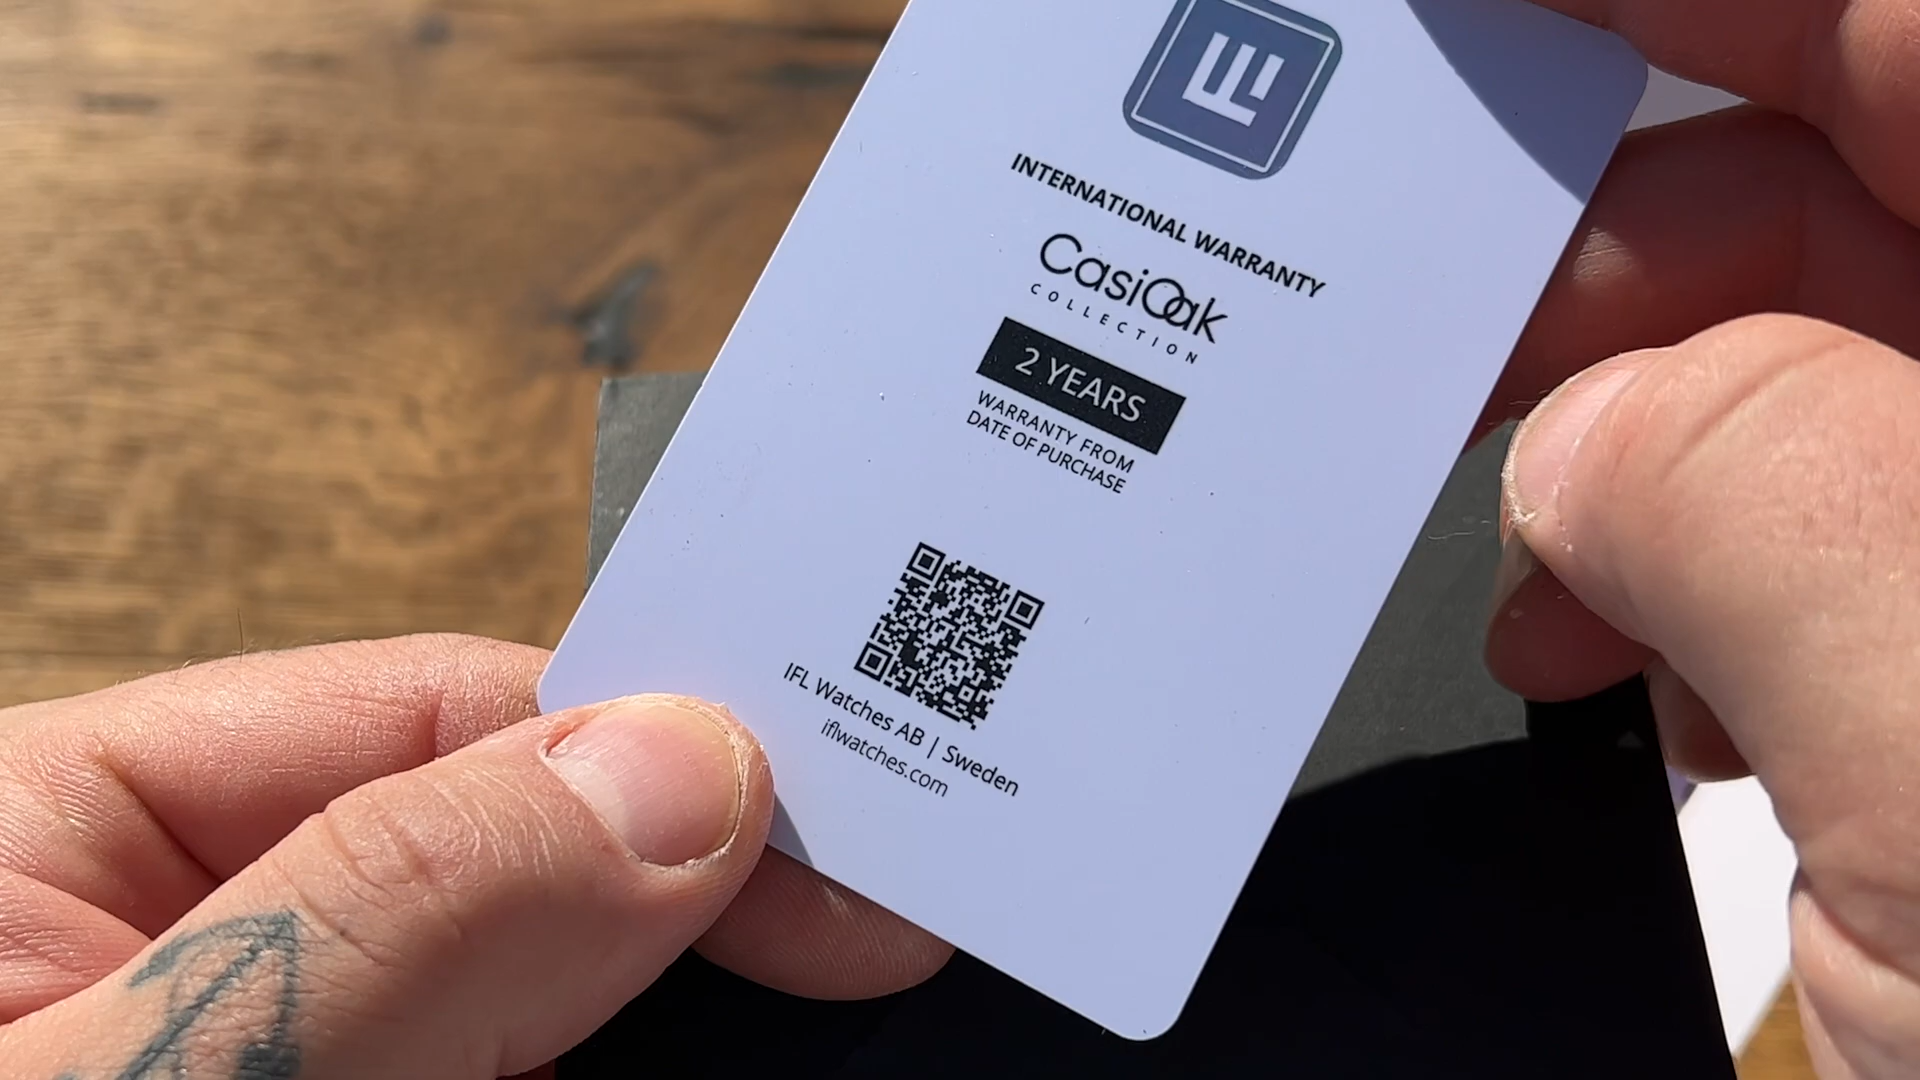 INTERNATIONAL WARRANTY
CasiOak
COLLECTION
2 YEARS
WARRANTY FROM
DATE OF PURCHASE
IFL Watches AB | Sweden
iflwatches.com